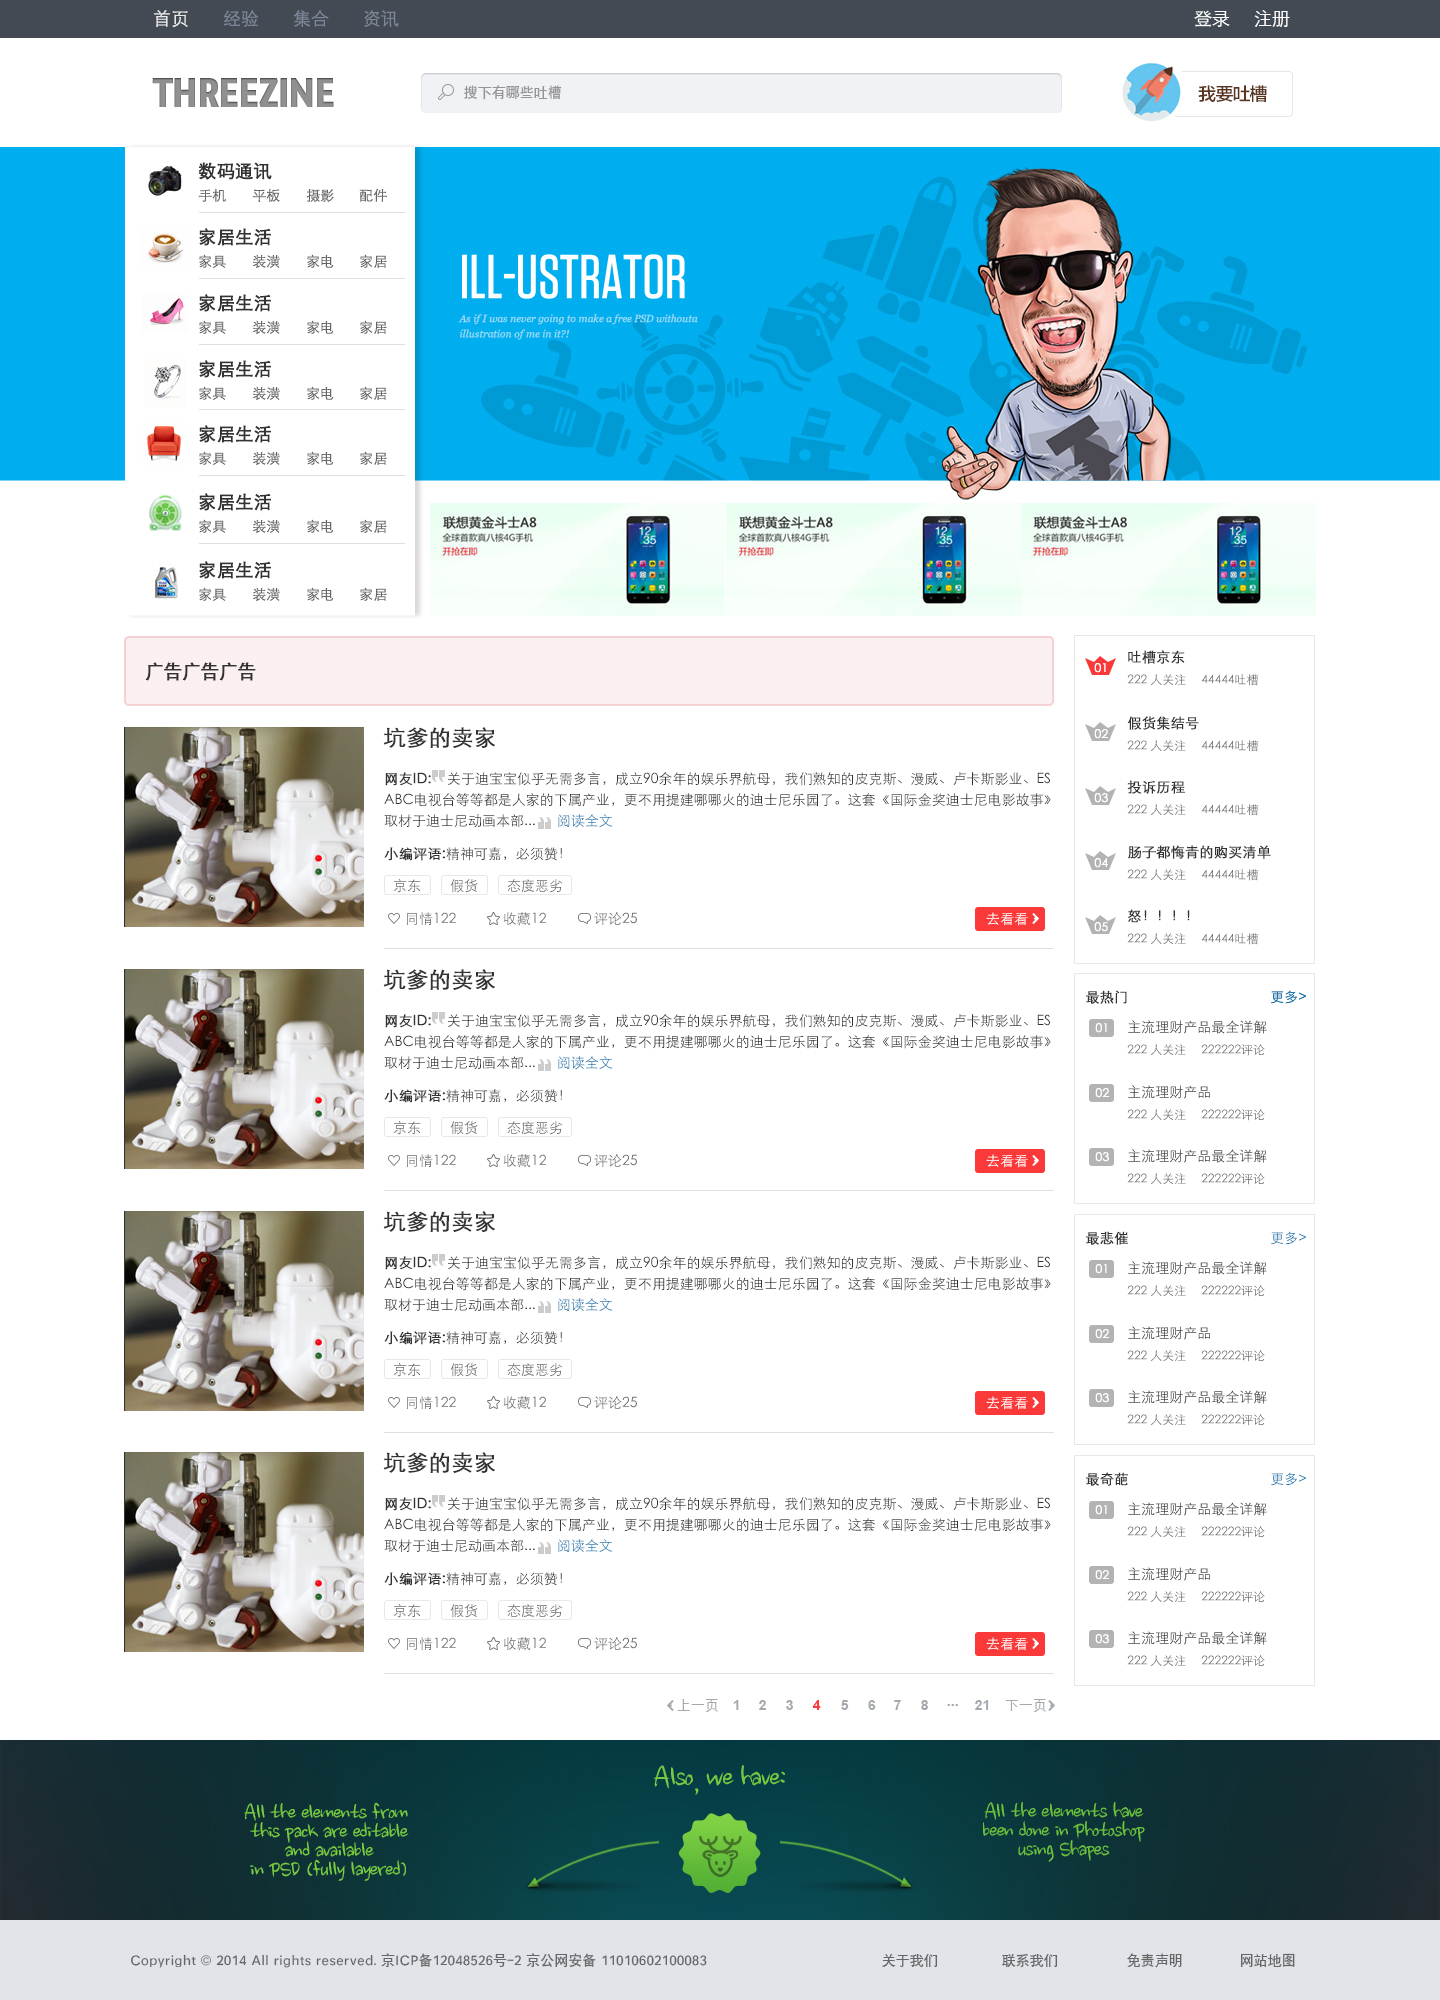 首页 经验 集合 资讯 登录 注册
THREEZINE
搜下有哪些吐槽
我要吐槽
数码通讯
手机 平板 摄影 配件
家居生活
家具 装潢 家电 家居
家居生活
家具 装潢 家电 家居
家居生活
家具 装潢 家电 家居
家居生活
家具 装潢 家电 家居
家居生活
家具 装潢 家电 家居
家居生活
家具 装潢 家电 家居
ILL-USTRATOR
As if I was never going to make a free PSD withouta
illustration of me in it?!
联想黄金斗士A8
全球首款真八核4G手机
开抢在即
12:35
联想黄金斗士A8
全球首款真八核4G手机
开抢在即
12:35
联想黄金斗士A8
全球首款真八核4G手机
开抢在即
12:35
广告广告广告
坑爹的卖家
网友ID:关于迪宝宝似乎无需多言，成立90余年的娱乐界航母，我们熟知的皮克斯、漫威、卢卡斯影业、ES
ABC电视台等等都是人家的下属产业，更不用提建哪哪火的迪士尼乐园了。这套《国际金奖迪士尼电影故事》
取材于迪士尼动画本部... 阅读全文
小编评语:精神可嘉，必须赞！
京东 假货 态度恶劣
同情122 收藏12 评论25 去看看
坑爹的卖家
网友ID:关于迪宝宝似乎无需多言，成立90余年的娱乐界航母，我们熟知的皮克斯、漫威、卢卡斯影业、ES
ABC电视台等等都是人家的下属产业，更不用提建哪哪火的迪士尼乐园了。这套《国际金奖迪士尼电影故事》
取材于迪士尼动画本部... 阅读全文
小编评语:精神可嘉，必须赞！
京东 假货 态度恶劣
同情122 收藏12 评论25 去看看
坑爹的卖家
网友ID:关于迪宝宝似乎无需多言，成立90余年的娱乐界航母，我们熟知的皮克斯、漫威、卢卡斯影业、ES
ABC电视台等等都是人家的下属产业，更不用提建哪哪火的迪士尼乐园了。这套《国际金奖迪士尼电影故事》
取材于迪士尼动画本部... 阅读全文
小编评语:精神可嘉，必须赞！
京东 假货 态度恶劣
同情122 收藏12 评论25 去看看
坑爹的卖家
网友ID:关于迪宝宝似乎无需多言，成立90余年的娱乐界航母，我们熟知的皮克斯、漫威、卢卡斯影业、ES
ABC电视台等等都是人家的下属产业，更不用提建哪哪火的迪士尼乐园了。这套《国际金奖迪士尼电影故事》
取材于迪士尼动画本部... 阅读全文
小编评语:精神可嘉，必须赞！
京东 假货 态度恶劣
同情122 收藏12 评论25 去看看
上一页 1 2 3 4 5 6 7 8 ... 21 下一页
01 吐槽京东
222 人关注 44444吐槽
02 假货集结号
222 人关注 44444吐槽
03 投诉历程
222 人关注 44444吐槽
04 肠子都悔青的购买清单
222 人关注 44444吐槽
05 怒！！！！
222 人关注 44444吐槽
最热门 更多>
01 主流理财产品最全详解
222 人关注 222222评论
02 主流理财产品
222 人关注 222222评论
03 主流理财产品最全详解
222 人关注 222222评论
最悲催 更多>
01 主流理财产品最全详解
222 人关注 222222评论
02 主流理财产品
222 人关注 222222评论
03 主流理财产品最全详解
222 人关注 222222评论
最奇葩 更多>
01 主流理财产品最全详解
222 人关注 222222评论
02 主流理财产品
222 人关注 222222评论
03 主流理财产品最全详解
222 人关注 222222评论
Also, we have:
All the elements from
this pack are editable
and available
in PSD (fully layered)
All the elements have
been done in Photoshop
using Shapes
Copyright © 2014 All rights reserved. 京ICP备12048526号-2 京公网安备 11010602100083
关于我们 联系我们 免责声明 网站地图